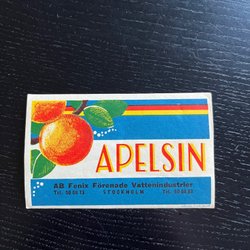 APELSIN
AB Fenix Förenade Vattenindustrier
STOCKHOLM